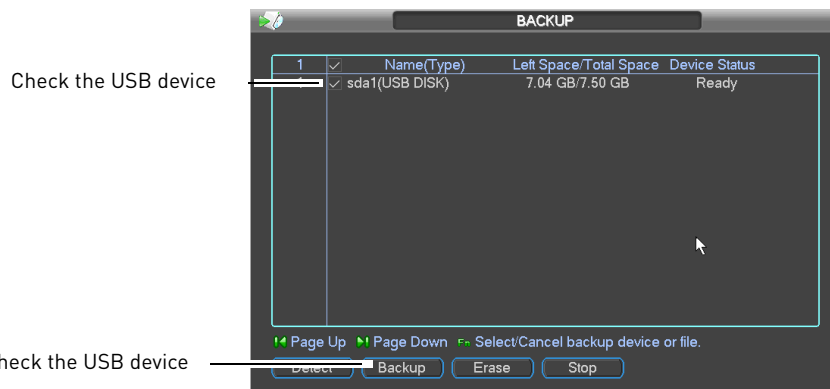 BACKUP
1 Name(Type) Left Space/Total Space Device Status
Check the USB device
sda1(USB DISK) 7.04 GB/7.50 GB Ready
Page Up Page Down Fn Select/Cancel backup device or file.
heck the USB device
Detect Backup Erase Stop